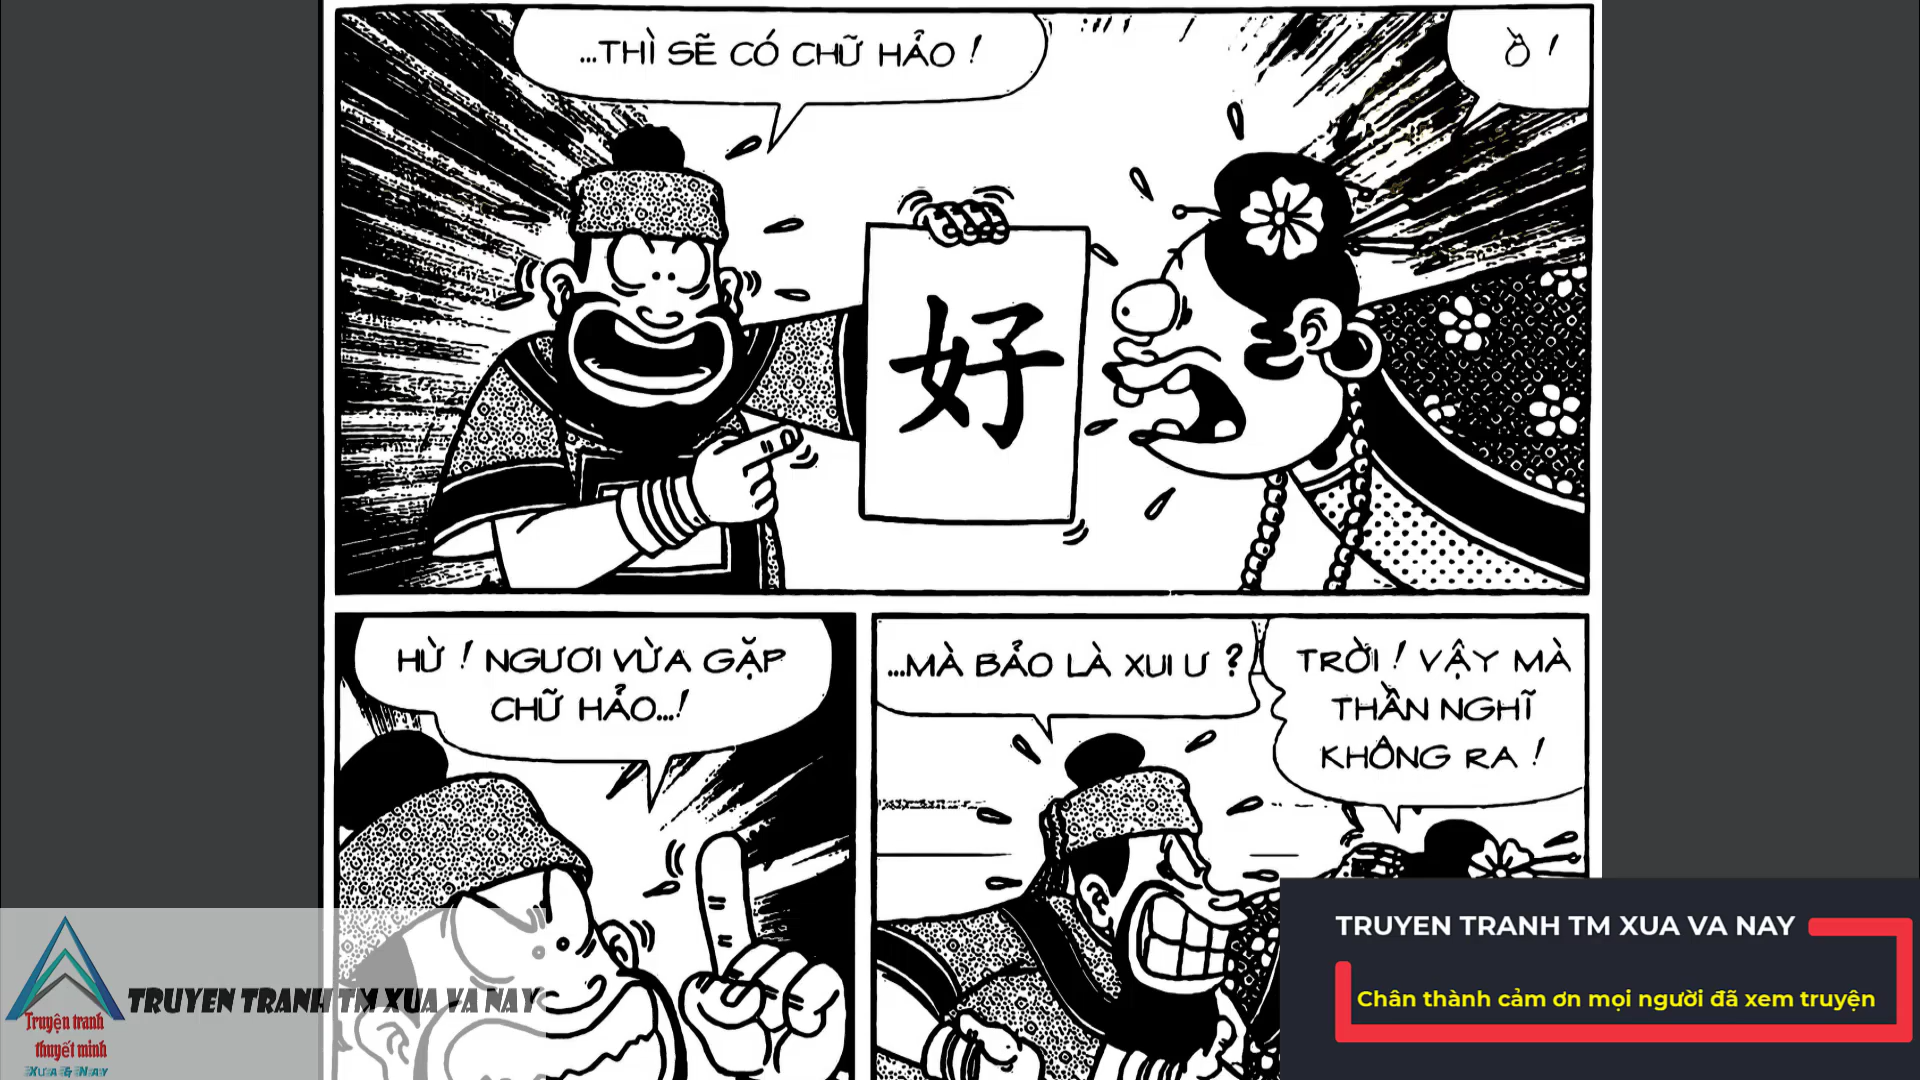 ...THÌ SẼ CÓ CHỮ HẢO !
Ồ !
好
HỪ ! NGƯƠI VỪA GẶP
CHỮ HẢO...!
...MÀ BẢO LÀ XUI Ư ?
TRỜI ! VẬY MÀ
THẦN NGHĨ
KHÔNG RA !
TRUYEN TRANH TM XUA VA NAY
Chân thành cảm ơn mọi người đã xem truyện
TRUYEN TRANH TM XUA VA NAY
Truyện tranh
thuyết minh
XƯA & NAY